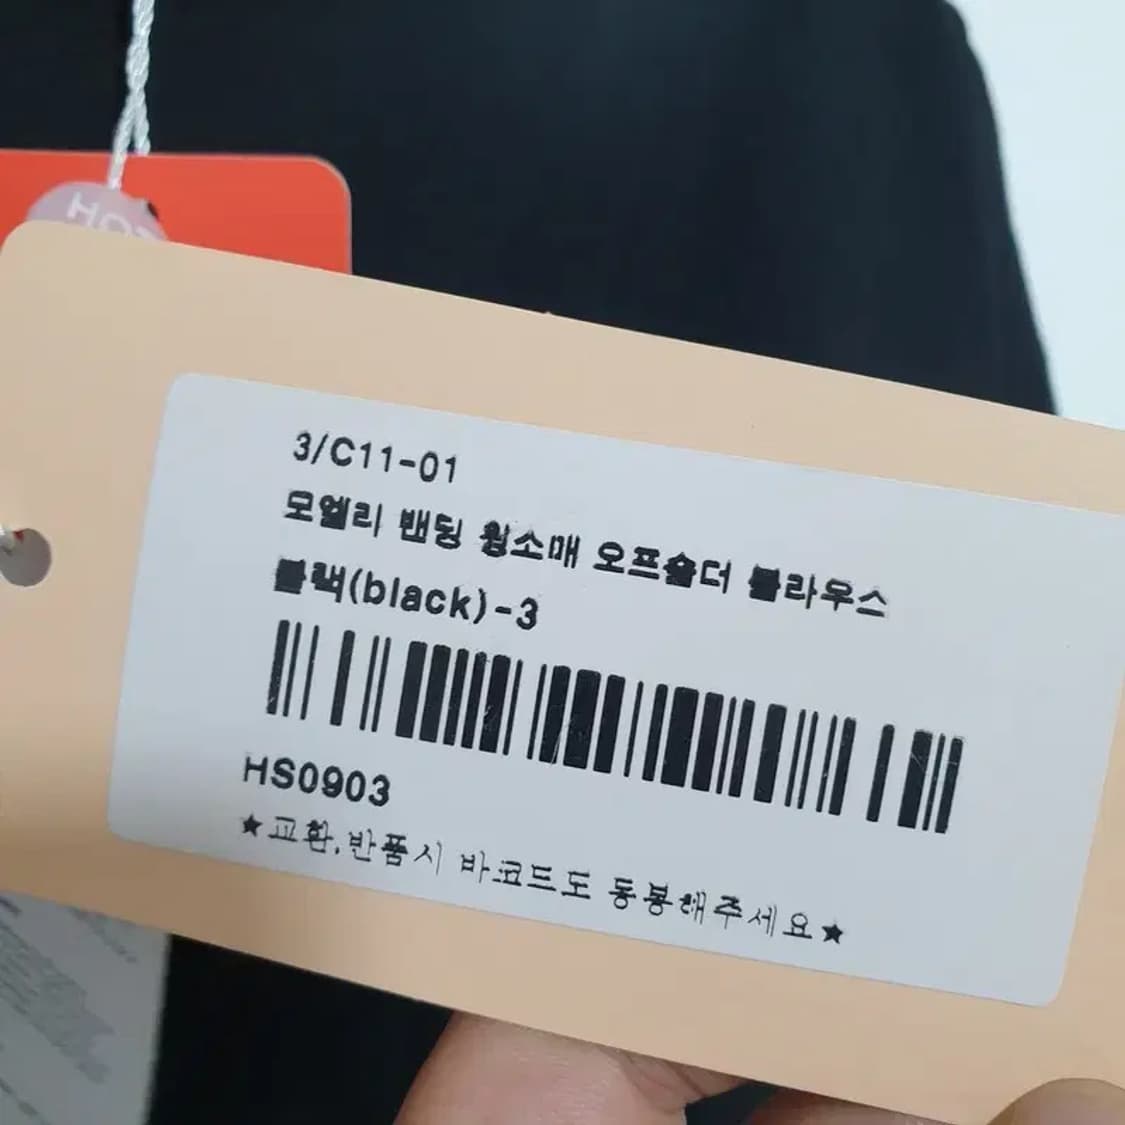 3/C11-01
모엘리 밴딩 윙소매 오프숄더 블라우스
블랙(black)-3
HS0903
★교환,반품시 바코드도 동봉해주세요★